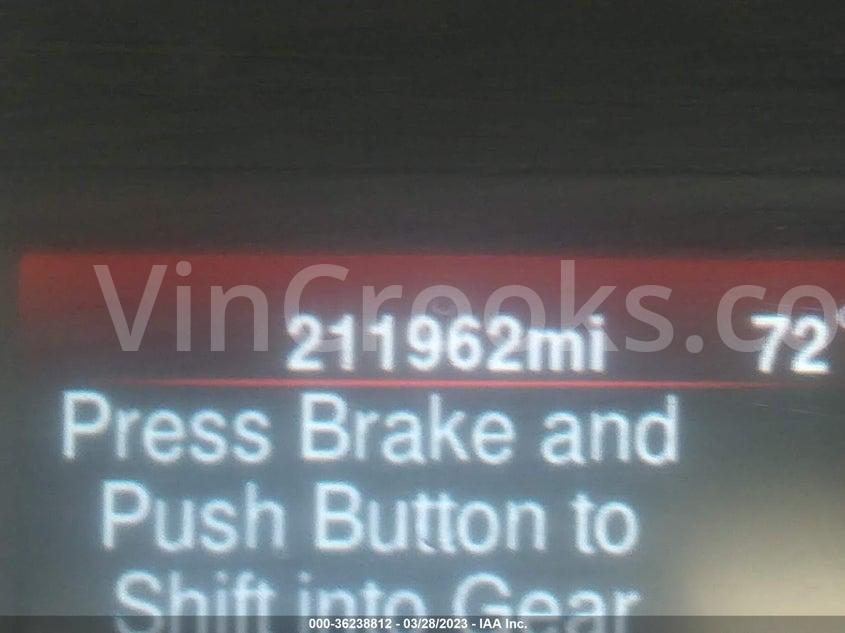 VinCrooks.co
211962mi 72°
Press Brake and
Push Button to
Shift into Gear
000-36238812 - 03/28/2023 - IAA Inc.